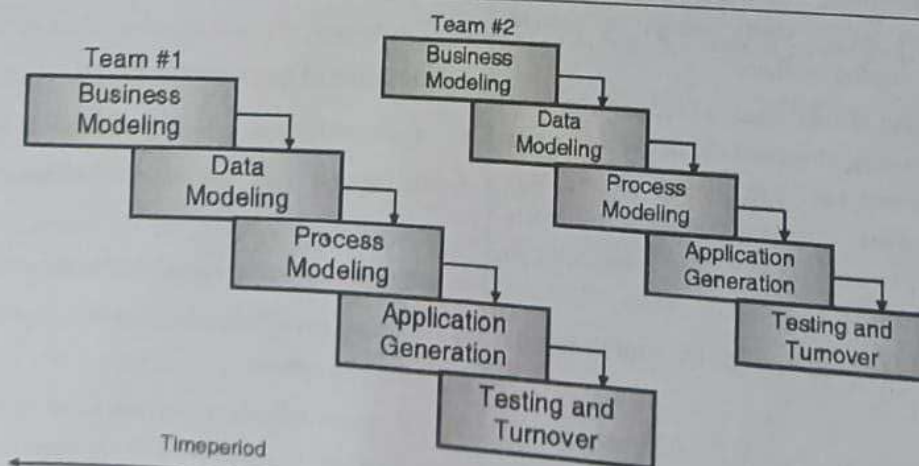 Team #1
Business
Modeling
Data
Modeling
Process
Modeling
Application
Generation
Testing and
Turnover
Team #2
Business
Modeling
Data
Modeling
Process
Modeling
Application
Generation
Testing and
Turnover
Timeperiod